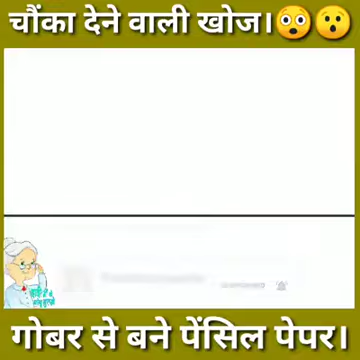 चौंका देने वाली खोज।😳😯
गोबर से बने पेंसिल पेपर।